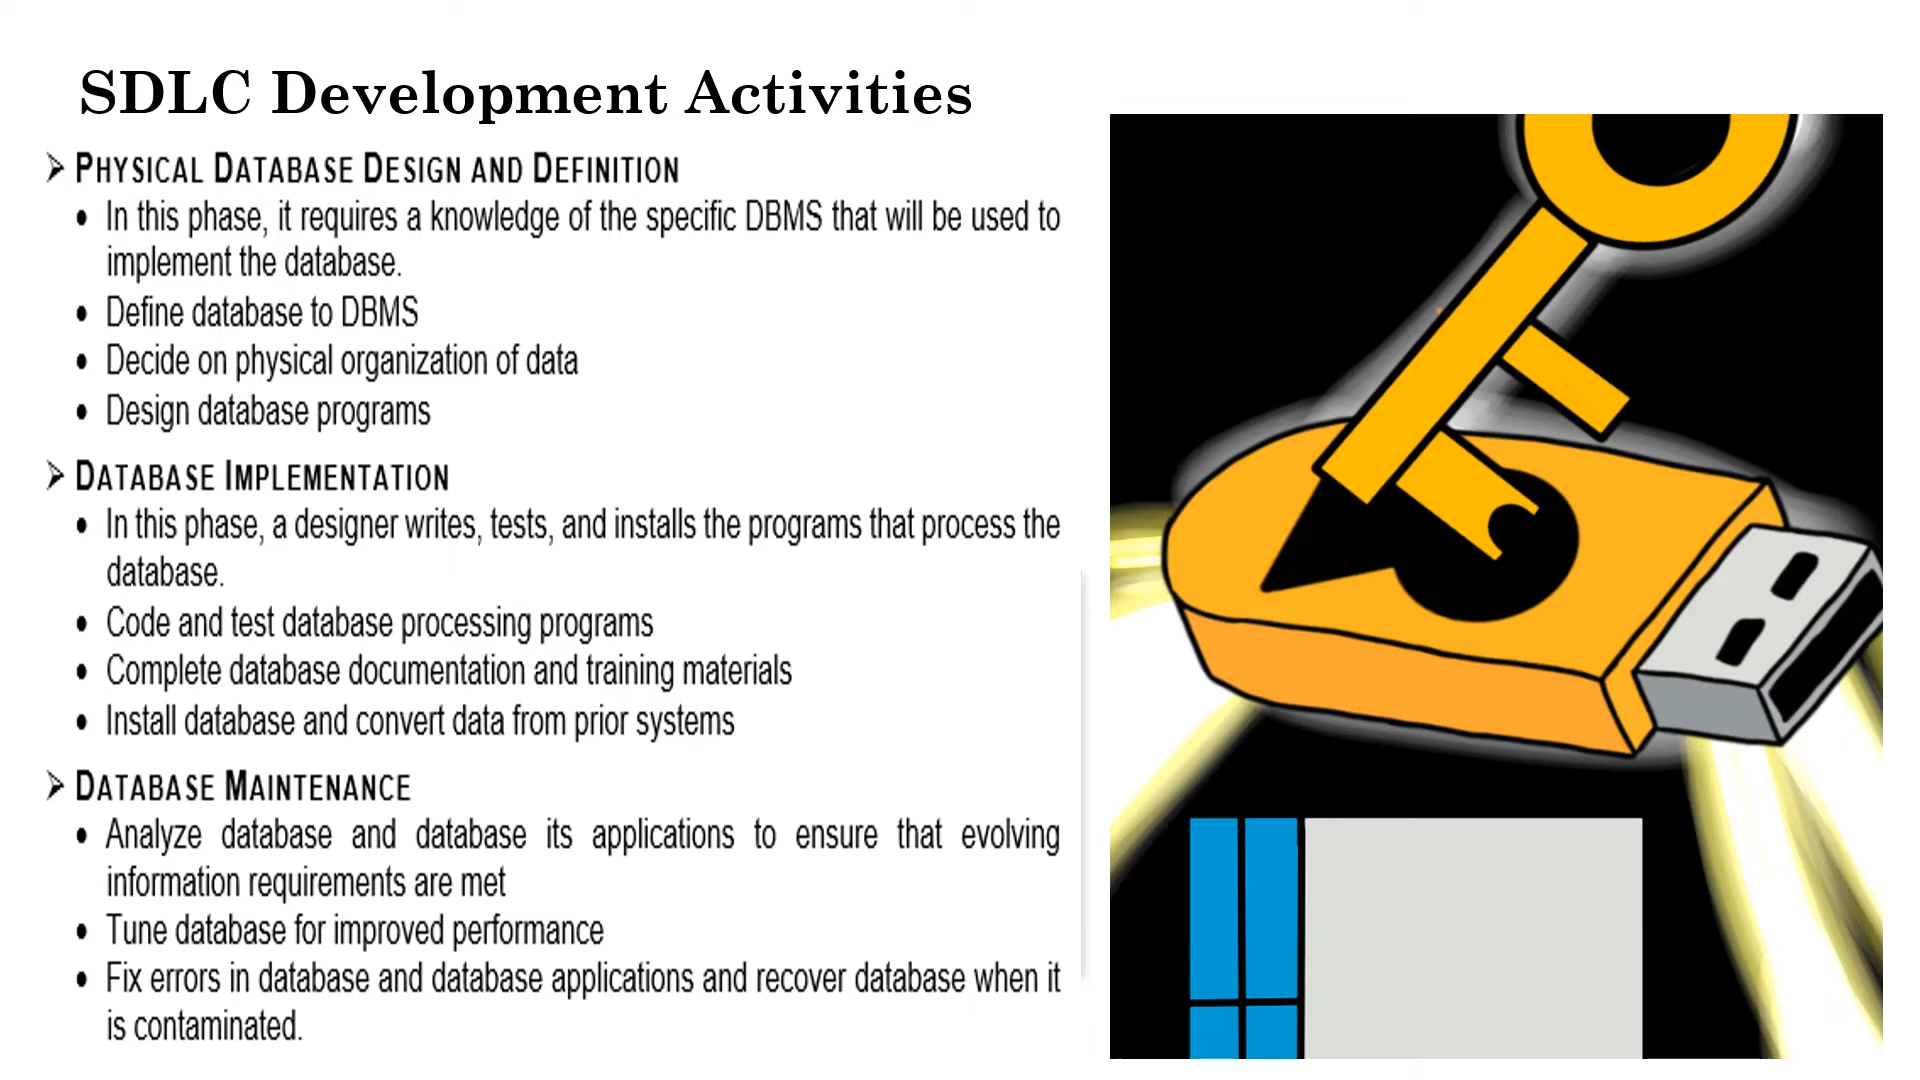 SDLC Development Activities
➢ PHYSICAL DATABASE DESIGN AND DEFINITION
• In this phase, it requires a knowledge of the specific DBMS that will be used to
implement the database.
• Define database to DBMS
• Decide on physical organization of data
• Design database programs
➢ DATABASE IMPLEMENTATION
• In this phase, a designer writes, tests, and installs the programs that process the
database.
• Code and test database processing programs
• Complete database documentation and training materials
• Install database and convert data from prior systems
➢ DATABASE MAINTENANCE
• Analyze database and database its applications to ensure that evolving
information requirements are met
• Tune database for improved performance
• Fix errors in database and database applications and recover database when it
is contaminated.